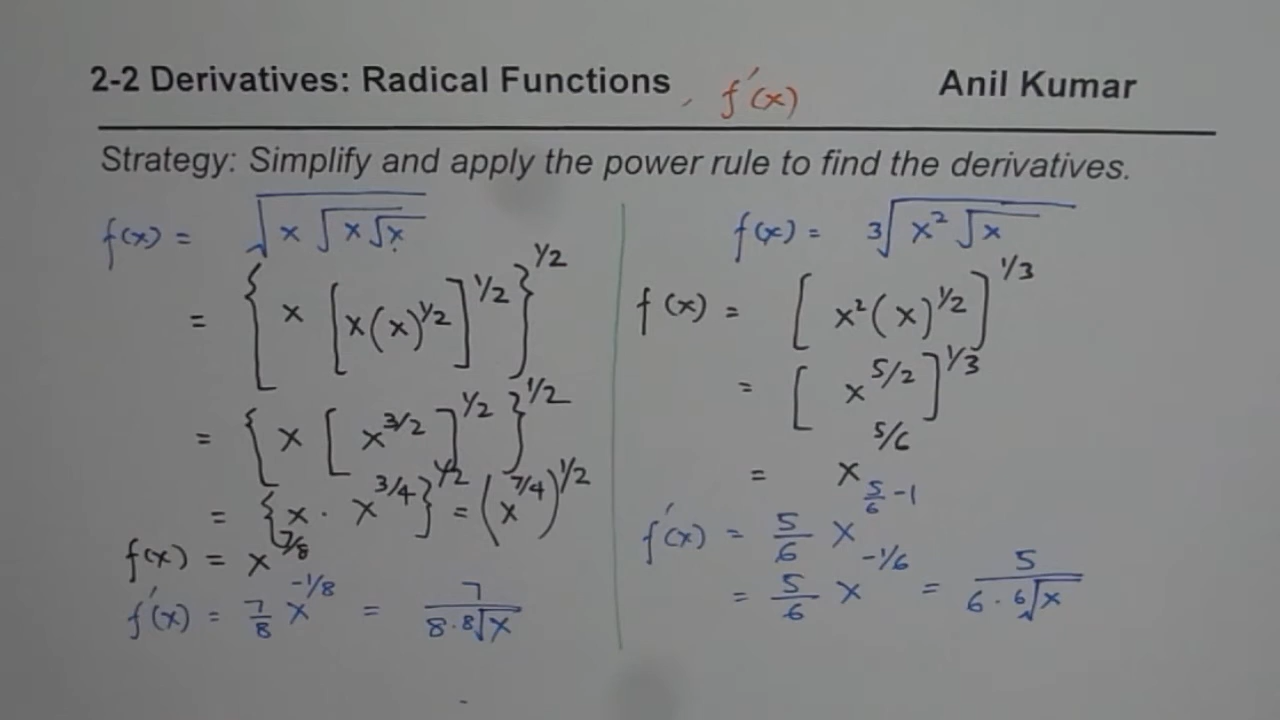 2-2 Derivatives: Radical Functions , f'(x) Anil Kumar
Strategy: Simplify and apply the power rule to find the derivatives.
f(x) = √(x√(x√x))
= {x [x(x)^1/2]^1/2}^1/2
= {x [x^3/2]^1/2}^1/2
= {x · x^3/4}^1/2 = (x^7/4)^1/2
f(x) = x^7/8
f'(x) = 7/8 x^-1/8 = 7/(8·⁸√x)
f(x) = ³√(x²√x)
f(x) = [x²(x)^1/2]^1/3
= [x^5/2]^1/3
= x^5/6
f'(x) = 5/6 x^(5/6-1)
= 5/6 x^-1/6 = 5/(6·⁶√x)